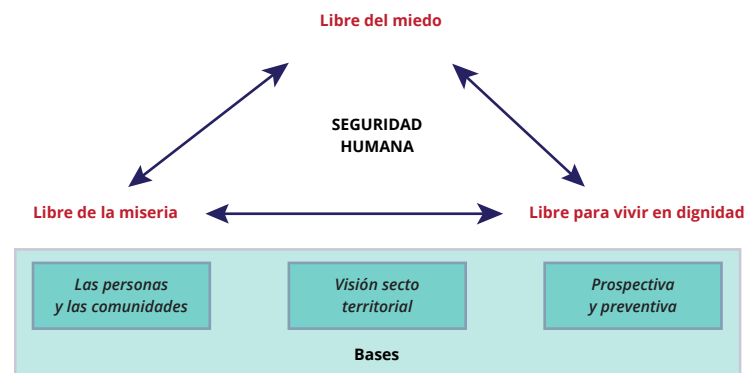 Libre del miedo
SEGURIDAD
HUMANA
Libre de la miseria
Libre para vivir en dignidad
Las personas
y las comunidades
Visión secto
territorial
Prospectiva
y preventiva
Bases